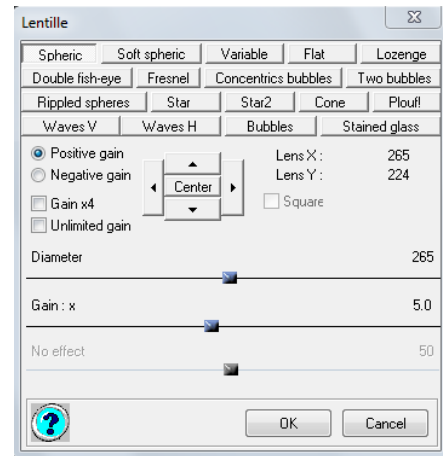 Lentille
Spheric Soft spheric Variable Flat Lozenge
Double fish-eye Fresnel Concentrics bubbles Two bubbles
Rippled spheres Star Star2 Cone Plouf!
Waves V Waves H Bubbles Stained glass
Positive gain
Negative gain
Gain x4
Unlimited gain
Center
Lens X : 265
Lens Y : 224
Square
Diameter 265
Gain : x 5.0
No effect 50
? OK Cancel